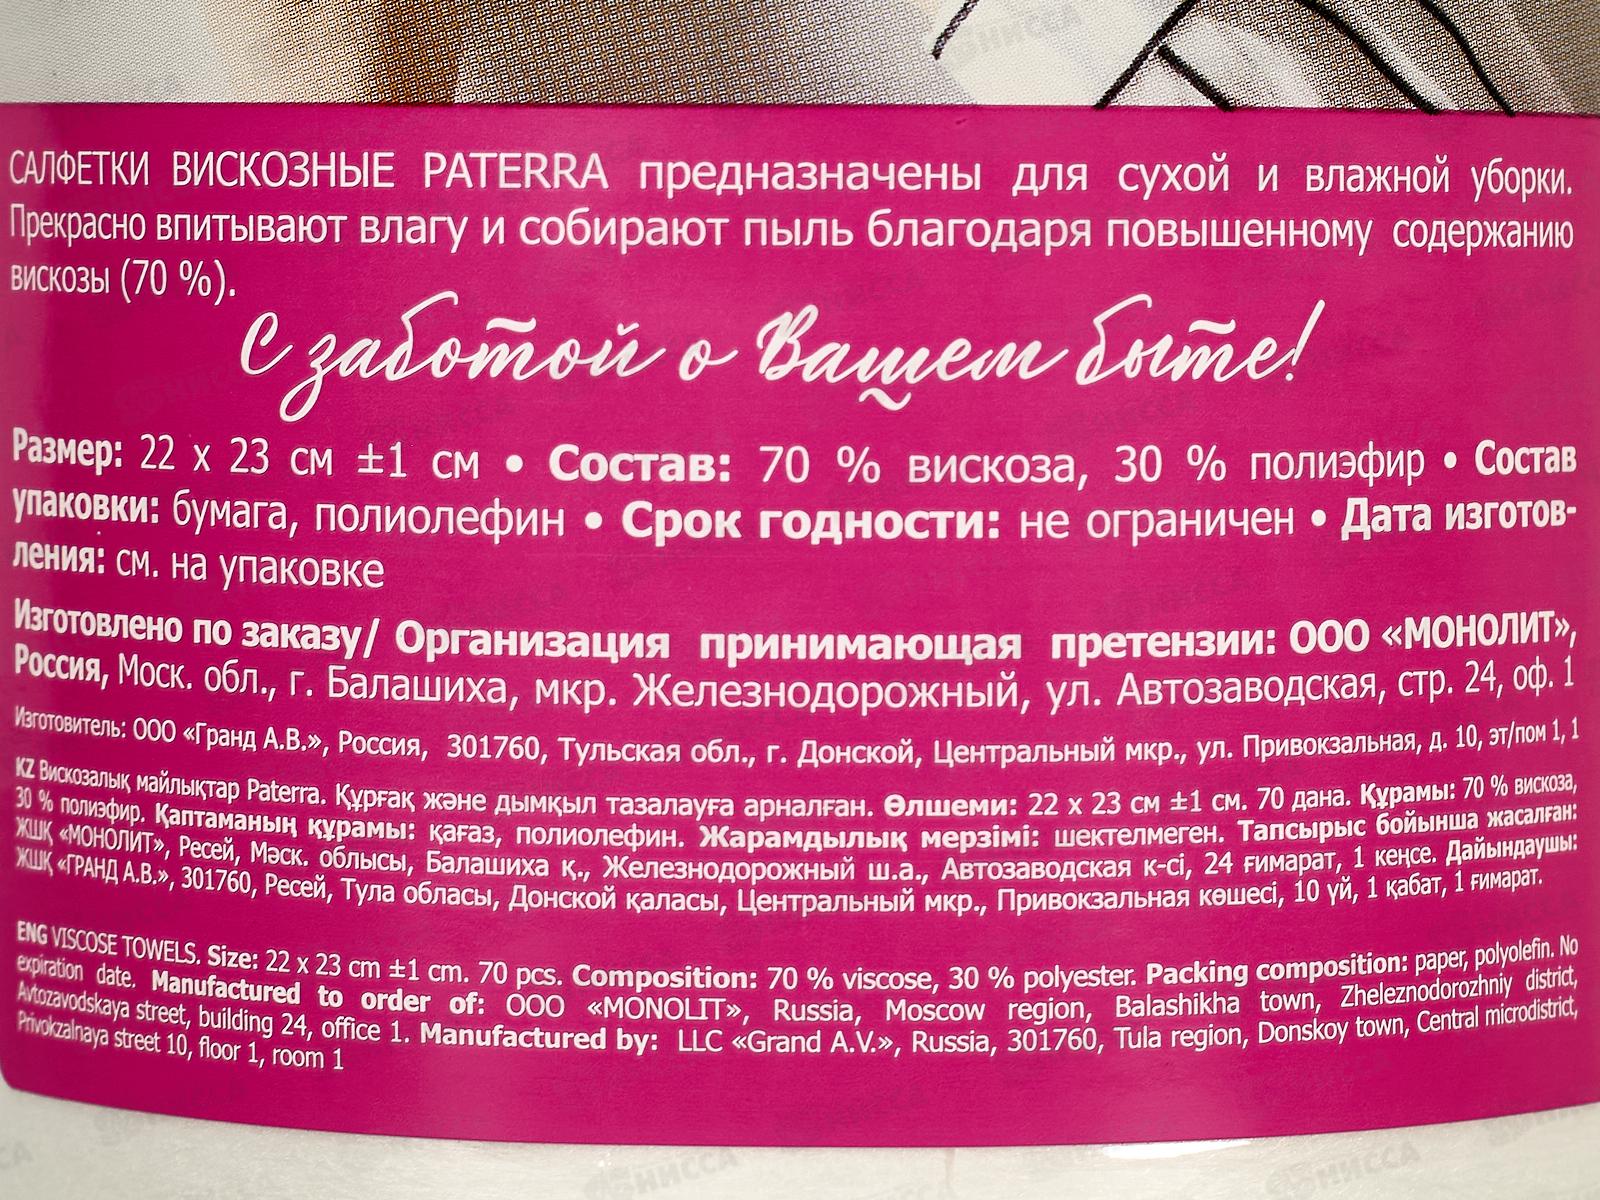 САЛФЕТКИ ВИСКОЗНЫЕ PATERRA предназначены для сухой и влажной уборки.
Прекрасно впитывают влагу и собирают пыль благодаря повышенному содержанию
вискозы (70 %).
С заботой о Вашем быте!
Размер: 22 х 23 см ±1 см • Состав: 70 % вискоза, 30 % полиэфир • Состав
упаковки: бумага, полиолефин • Срок годности: не ограничен • Дата изготов-
ления: см. на упаковке
Изготовлено по заказу/ Организация принимающая претензии: ООО «МОНОЛИТ»,
Россия, Моск. обл., г. Балашиха, мкр. Железнодорожный, ул. Автозаводская, стр. 24, оф. 1
Изготовитель: ООО «Гранд А.В.», Россия, 301760, Тульская обл., г. Донской, Центральный мкр., ул. Привокзальная, д. 10, эт/пом 1, 1
KZ Вискозалық майлықтар Paterra. Құрғақ және дымқыл тазалауға арналған. Өлшеми: 22 х 23 см ±1 см. 70 дана. Құрамы: 70 % вискоза,
30 % полиэфир. Қаптаманың құрамы: қағаз, полиолефин. Жарамдылық мерзімі: шектелмеген. Тапсырыс бойынша жасалған:
ЖШҚ «МОНОЛИТ», Ресей, Мәск. облысы, Балашиха қ., Железнодорожный ш.а., Автозаводская к-сі, 24 ғимарат, 1 кеңсе. Дайындаушы:
ЖШҚ «ГРАНД А.В.», 301760, Ресей, Тула обласы, Донской қаласы, Центральный мкр., Привокзальная көшесі, 10 үй, 1 қабат, 1 ғимарат.
ENG VISCOSE TOWELS. Size: 22 x 23 cm ±1 cm. 70 pcs. Composition: 70 % viscose, 30 % polyester. Packing composition: paper, polyolefin. No
expiration date. Manufactured to order of: OOO «MONOLIT», Russia, Moscow region, Balashikha town, Zheleznodorozhniy district,
Avtozavodskaya street, building 24, office 1. Manufactured by: LLC «Grand A.V.», Russia, 301760, Tula region, Donskoy town, Central microdistrict,
Privokzalnaya street 10, floor 1, room 1